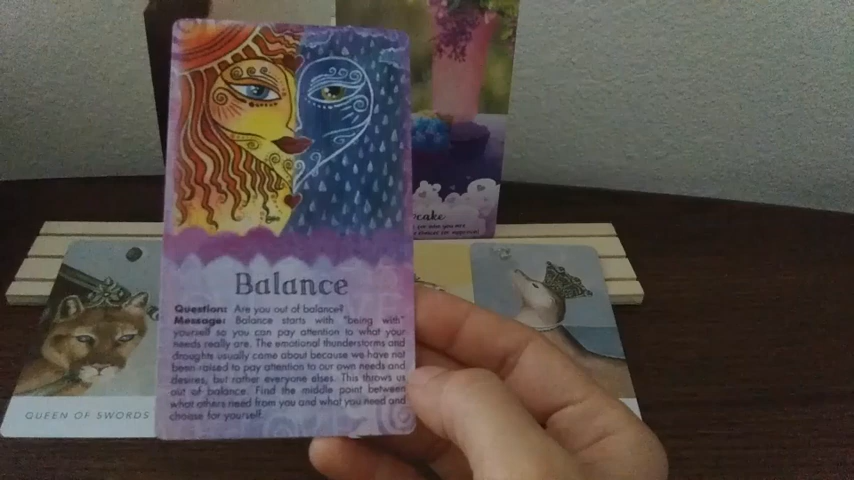 Balance
Question: Are you out of balance?
Message: Balance starts with "being with"
yourself so you can pay attention to what your
needs really are. The emotional thunderstorms and
droughts usually come about because we have not
been raised to pay attention to our own needs and
desires, but rather everyone elses. This throws us
out of balance. Find the middle point between
what others need from you and what you need and
choose for yourself.
QUEEN OF SWORDS